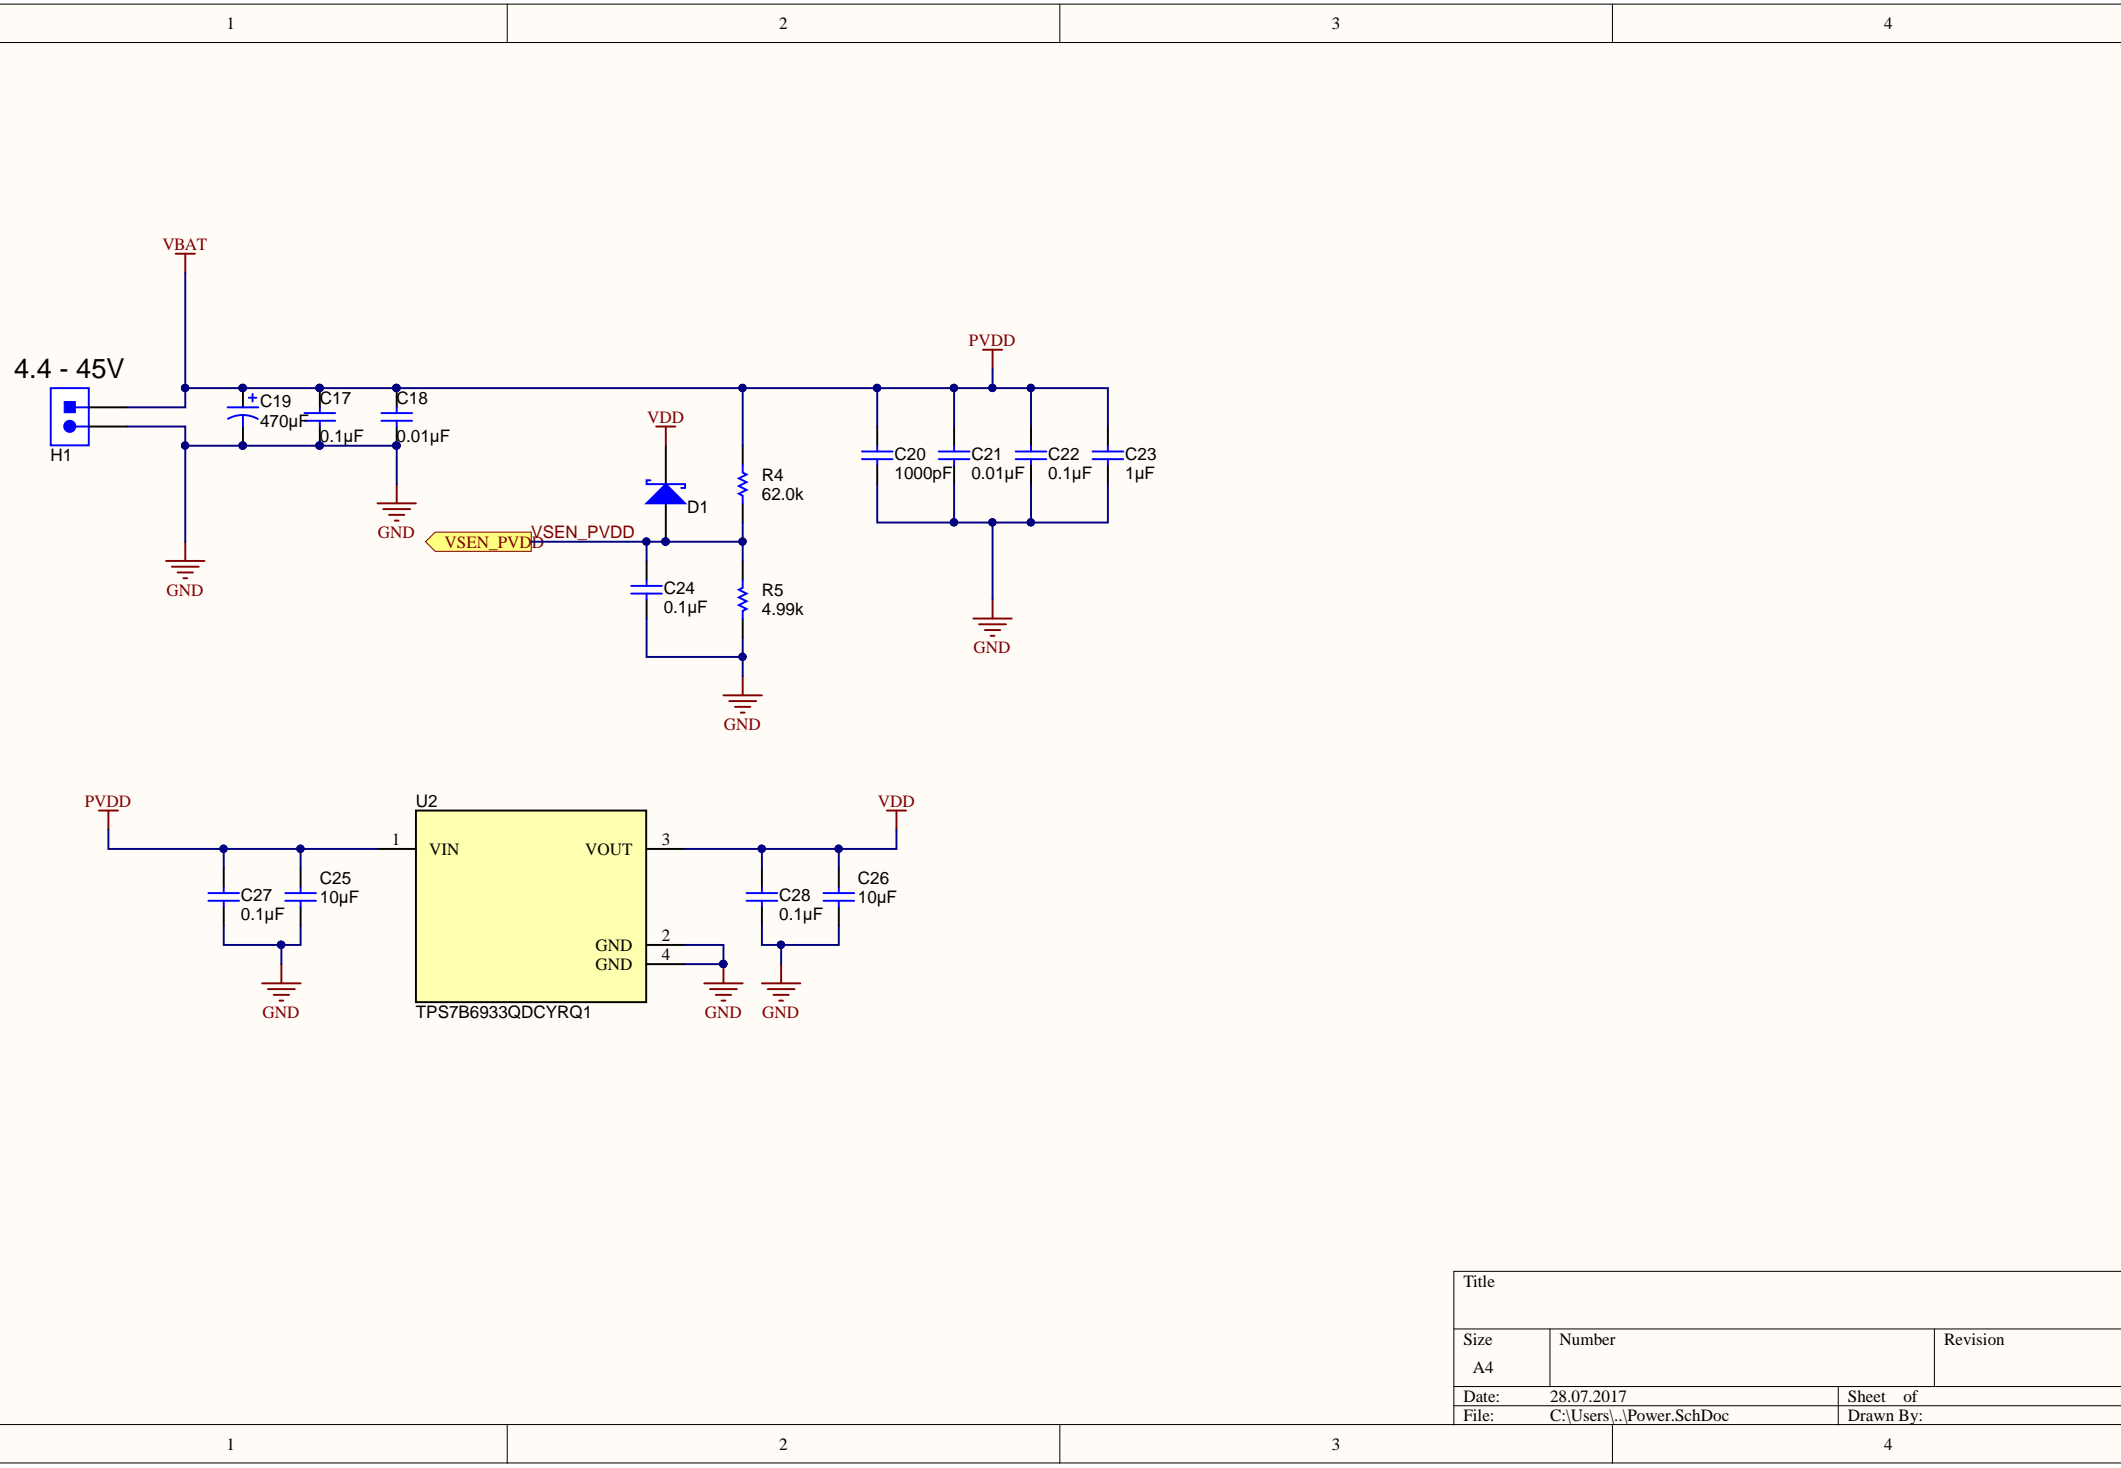 1 2 3 4
VBAT
PVDD
4.4 - 45V
C19
470µF
C17
0.1µF
C18
0.01µF
H1
GND
GND
VDD
D1
R4
62.0k
VSEN_PVDD
VSEN_PVDD
C24
0.1µF
R5
4.99k
GND
C20
1000pF
C21
0.01µF
C22
0.1µF
C23
1µF
GND
PVDD
U2
VDD
1
VIN
VOUT
3
C27
0.1µF
C25
10µF
C28
0.1µF
C26
10µF
GND
2
GND
4
GND
GND
GND
TPS7B6933QDCYRQ1
Title
Size
Number
Revision
A4
Date: 28.07.2017
Sheet of
File: C:\Users\..\Power.SchDoc
Drawn By:
1 2 3 4